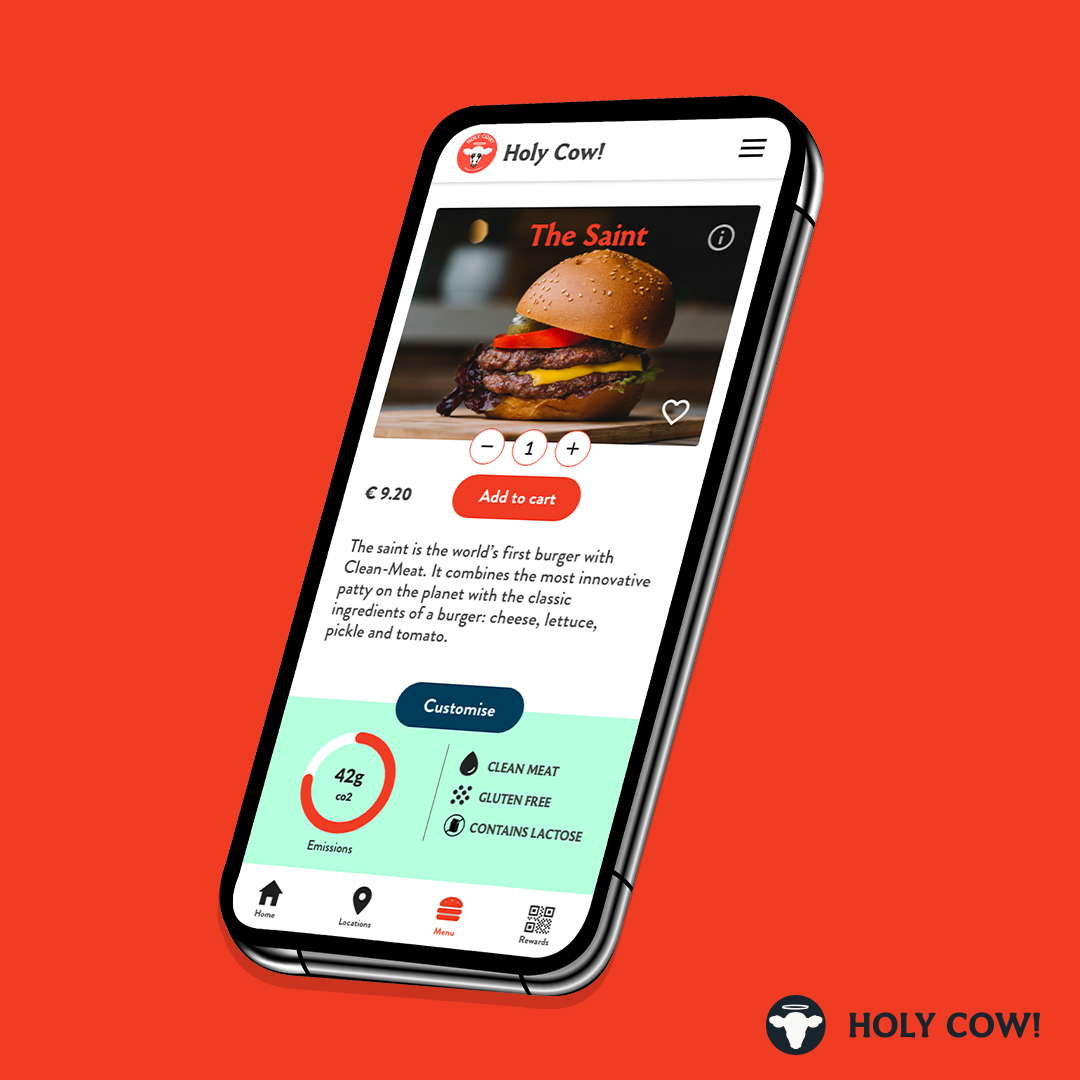 HOLY COW!
Holy Cow!
The Saint
− 1 +
€ 9.20
Add to cart
The saint is the world's first burger with
Clean-Meat. It combines the most innovative
patty on the planet with the classic
ingredients of a burger: cheese, lettuce,
pickle and tomato.
Customise
42g
co2
Emissions
CLEAN MEAT
GLUTEN FREE
CONTAINS LACTOSE
Home
Locations
Menu
Rewards
HOLY COW!